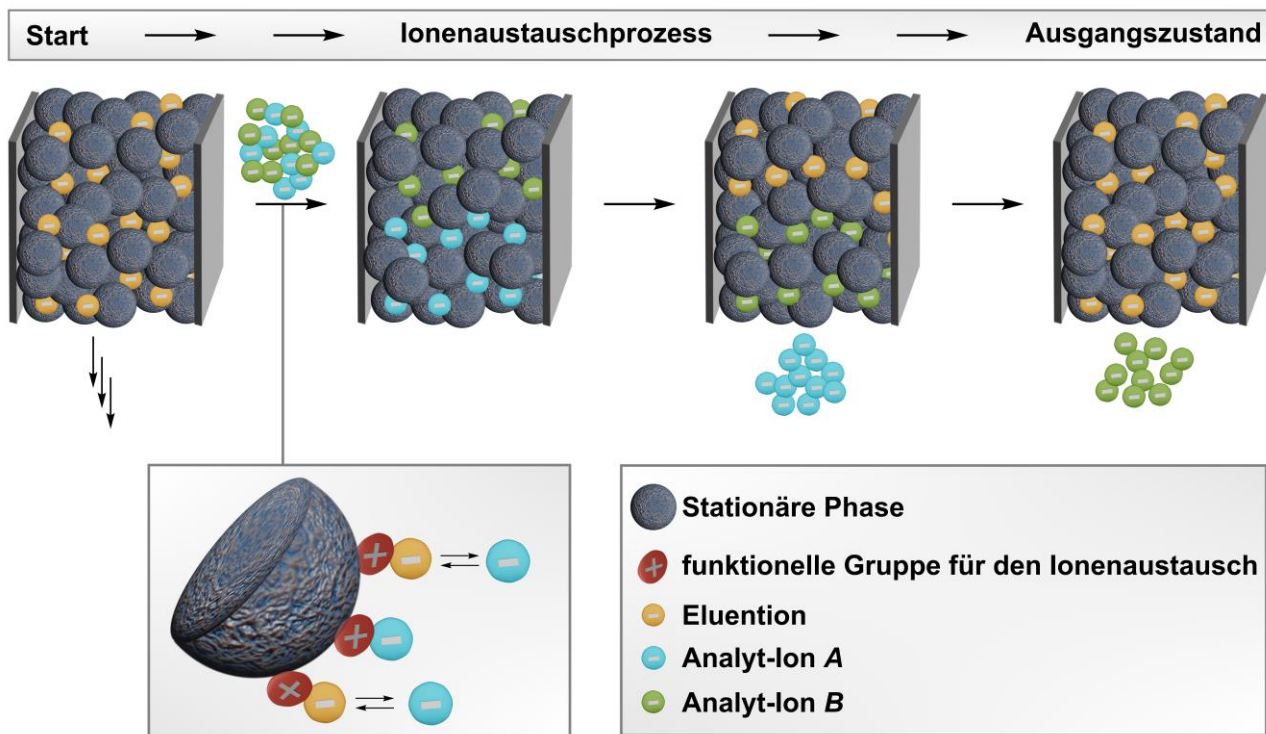 Start → → Ionenaustauschprozess → → Ausgangszustand
Stationäre Phase
funktionelle Gruppe für den Ionenaustausch
Eluention
Analyt-Ion A
Analyt-Ion B